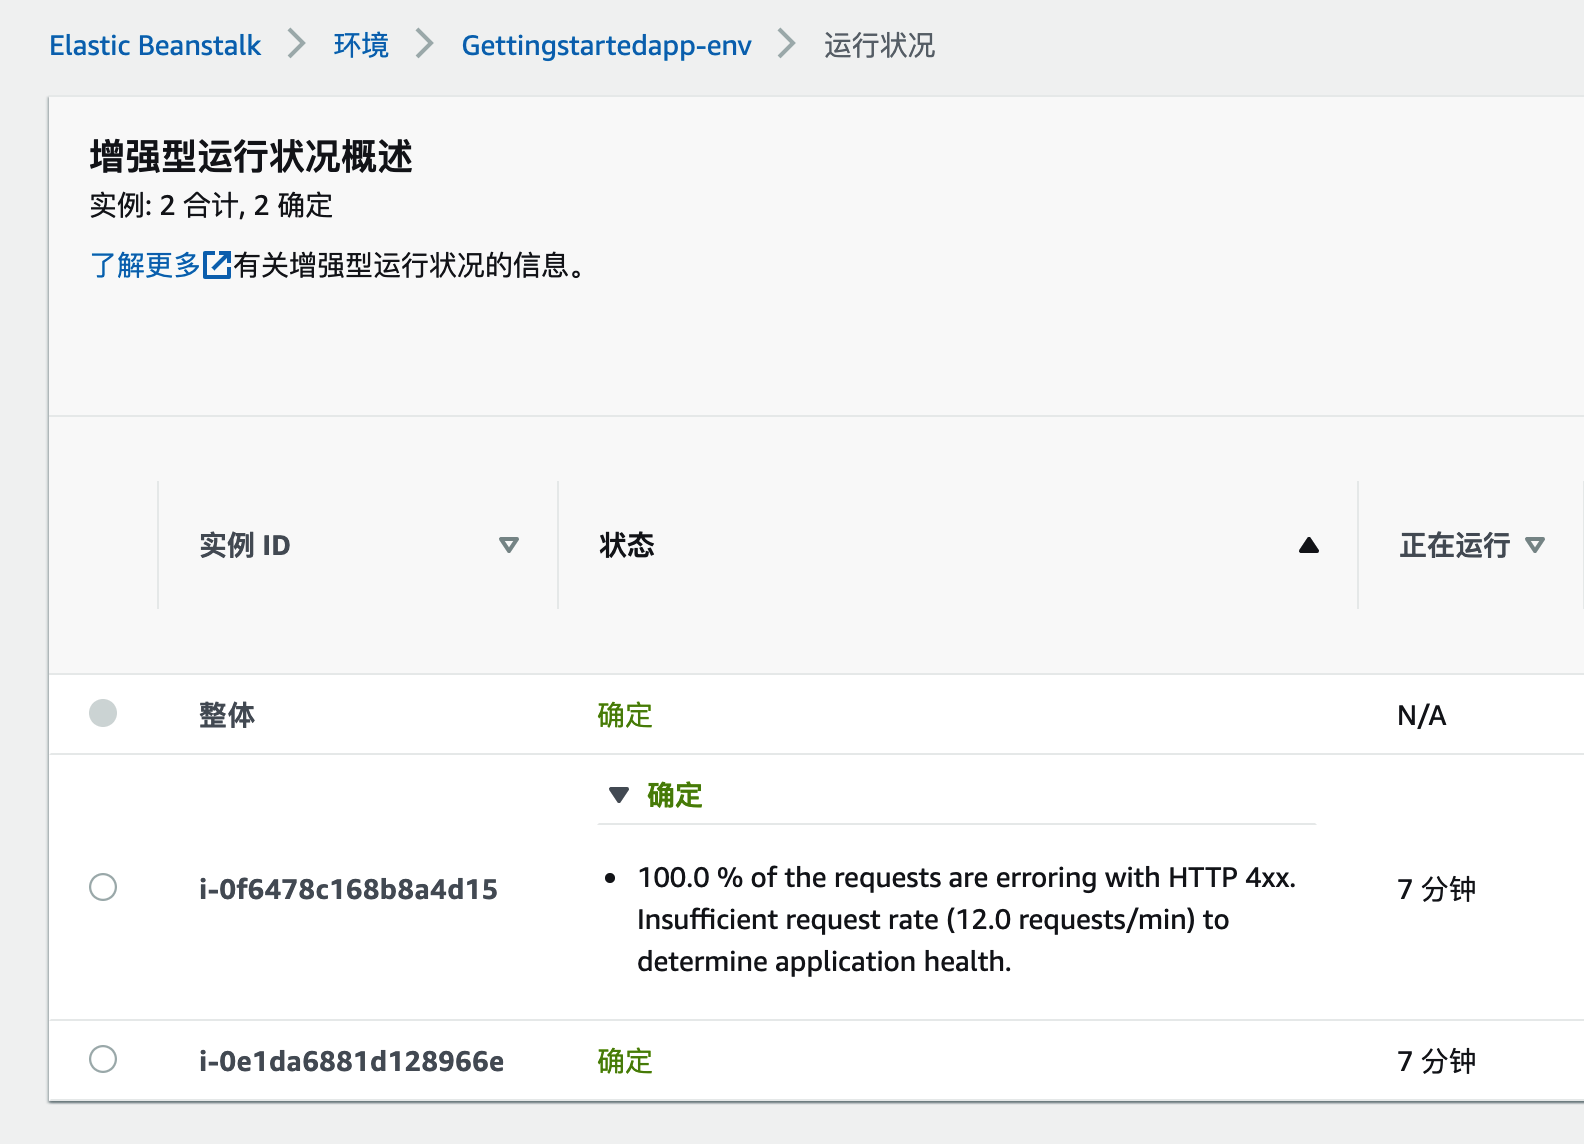 Elastic Beanstalk > 环境 > Gettingstartedapp-env > 运行状况
增强型运行状况概述
实例: 2 合计, 2 确定
了解更多有关增强型运行状况的信息。
实例 ID 状态 正在运行
整体 确定 N/A
确定
i-0f6478c168b8a4d15 7 分钟
• 100.0 % of the requests are erroring with HTTP 4xx.
Insufficient request rate (12.0 requests/min) to
determine application health.
i-0e1da6881d128966e 确定 7 分钟